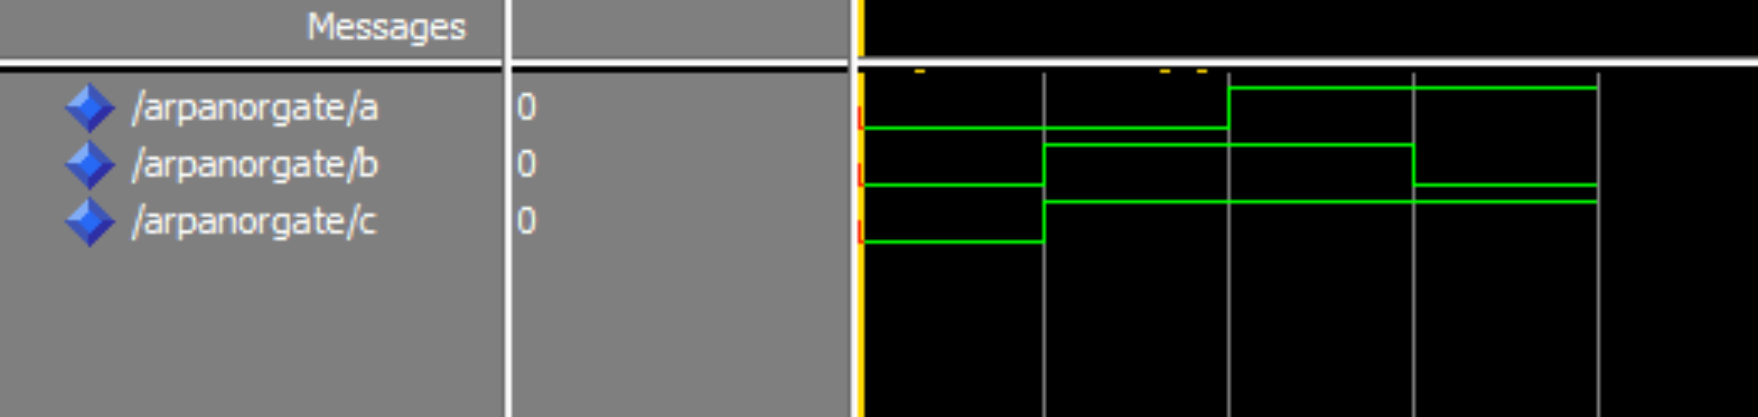 Messages
/arpanorgate/a 0
/arpanorgate/b 0
/arpanorgate/c 0